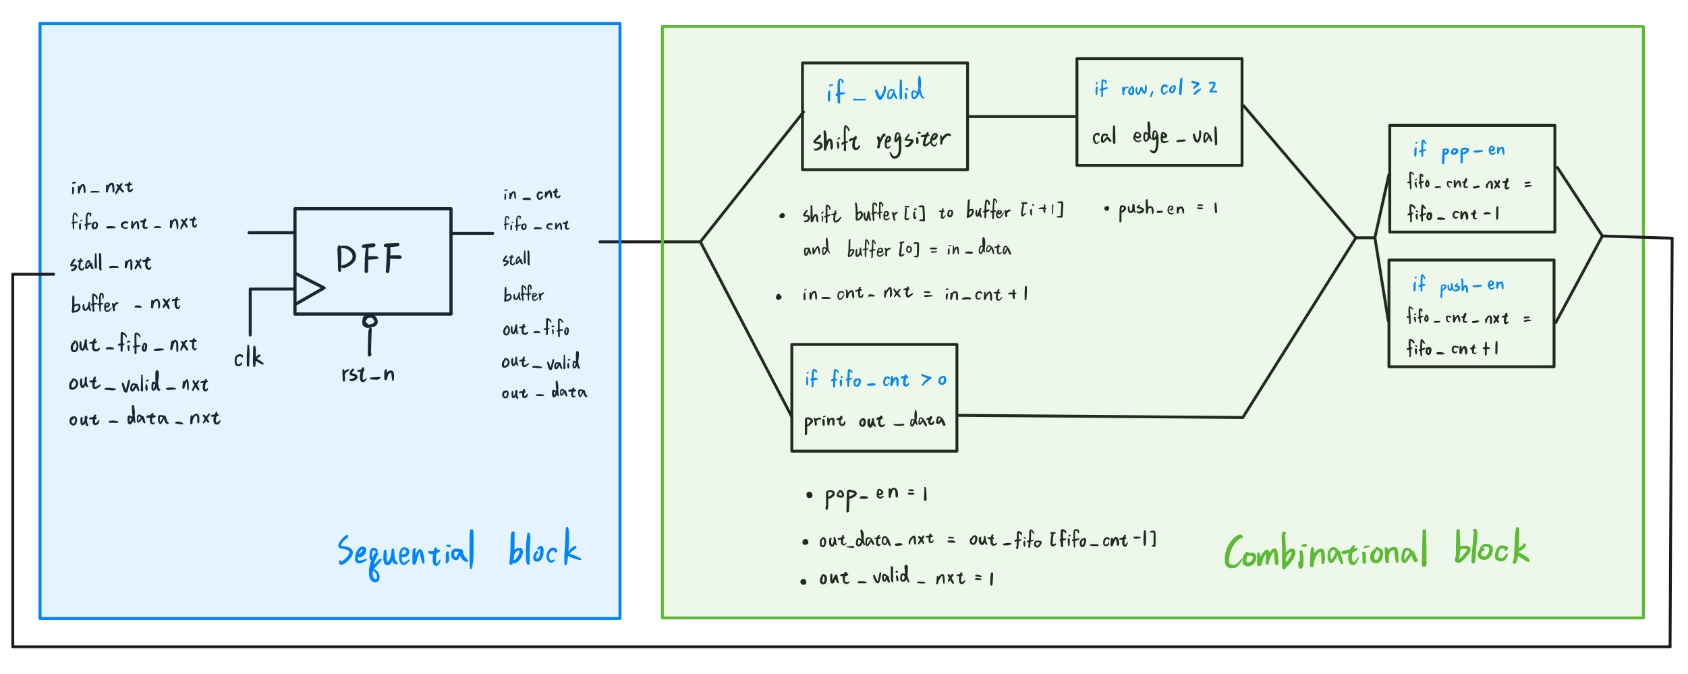 in_nxt
fifo_cnt_nxt
stall_nxt
buffer _nxt
out_fifo_nxt
out_valid_nxt
out_data_nxt
DFF
clk
rst_n
in_cnt
fifo_cnt
stall
buffer
out_fifo
out_valid
out_data
Sequential block
if_valid
shift regsiter
if row, col ≥ 2
cal edge_val
• shift buffer [i] to buffer [i+1]
and buffer [0] = in_data
• in_cnt_nxt = in_cnt + 1
• push_en = 1
if fifo_cnt > 0
print out_data
• pop_en = 1
• out_data_nxt = out_fifo [fifo_cnt-1]
• out_valid_nxt = 1
if pop_en
fifo_cnt_nxt =
fifo_cnt-1
if push_en
fifo_cnt_nxt =
fifo_cnt+1
Combinational block